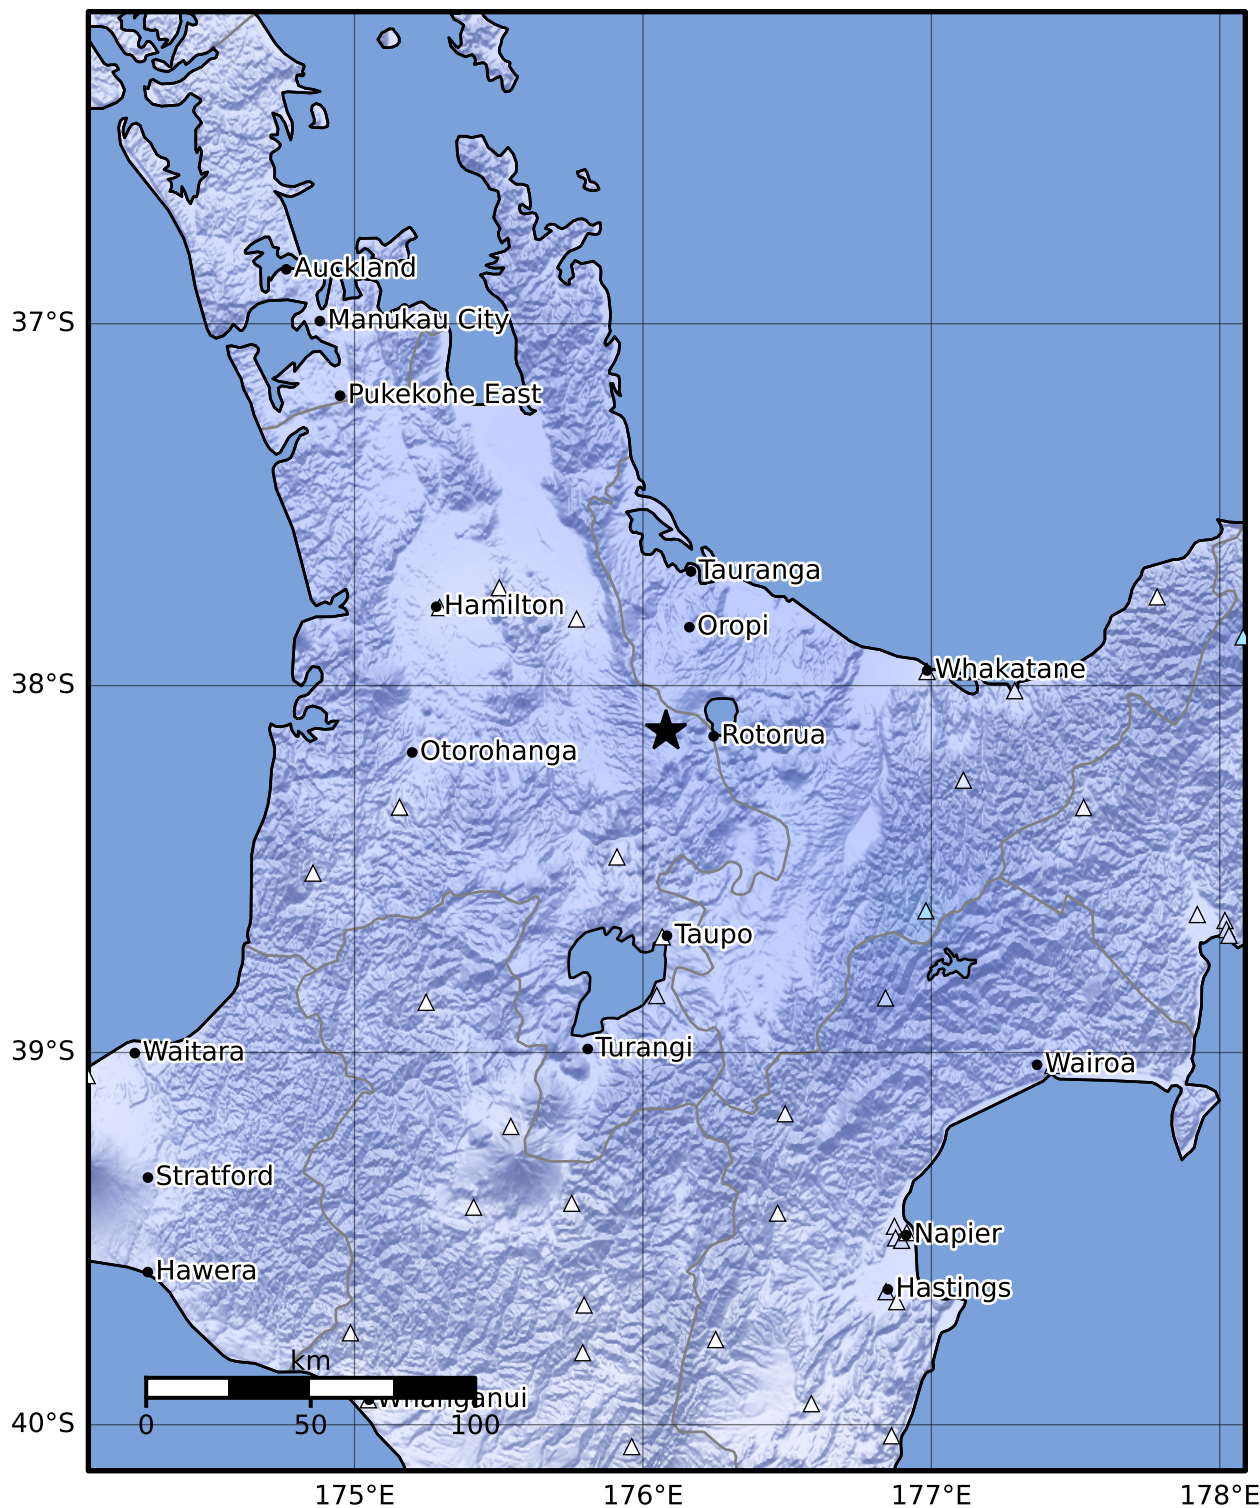 Auckland
37°S
Manukau City
Pukekohe East
Tauranga
Hamilton
Oropi
Whakatane
38°S
Rotorua
Otorohanga
Taupo
Turangi
Waitara
39°S
Wairoa
Stratford
Napier
Hawera
Hastings
km
Whanganui
0 50 100
40°S
175°E 176°E 177°E 178°E